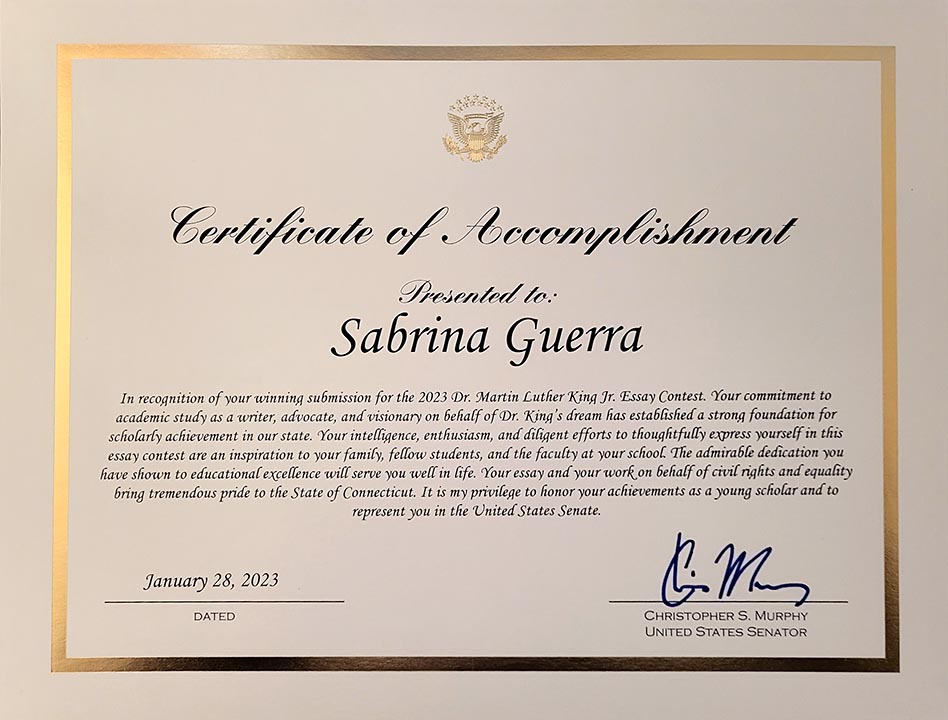 Certificate of Accomplishment
Presented to:
Sabrina Guerra
In recognition of your winning submission for the 2023 Dr. Martin Luther King Jr. Essay Contest. Your commitment to
academic study as a writer, advocate, and visionary on behalf of Dr. King's dream has established a strong foundation for
scholarly achievement in our state. Your intelligence, enthusiasm, and diligent efforts to thoughtfully express yourself in this
essay contest are an inspiration to your family, fellow students, and the faculty at your school. The admirable dedication you
have shown to educational excellence will serve you well in life. Your essay and your work on behalf of civil rights and equality
bring tremendous pride to the State of Connecticut. It is my privilege to honor your achievements as a young scholar and to
represent you in the United States Senate.
January 28, 2023
DATED
Chris Murphy
CHRISTOPHER S. MURPHY
UNITED STATES SENATOR